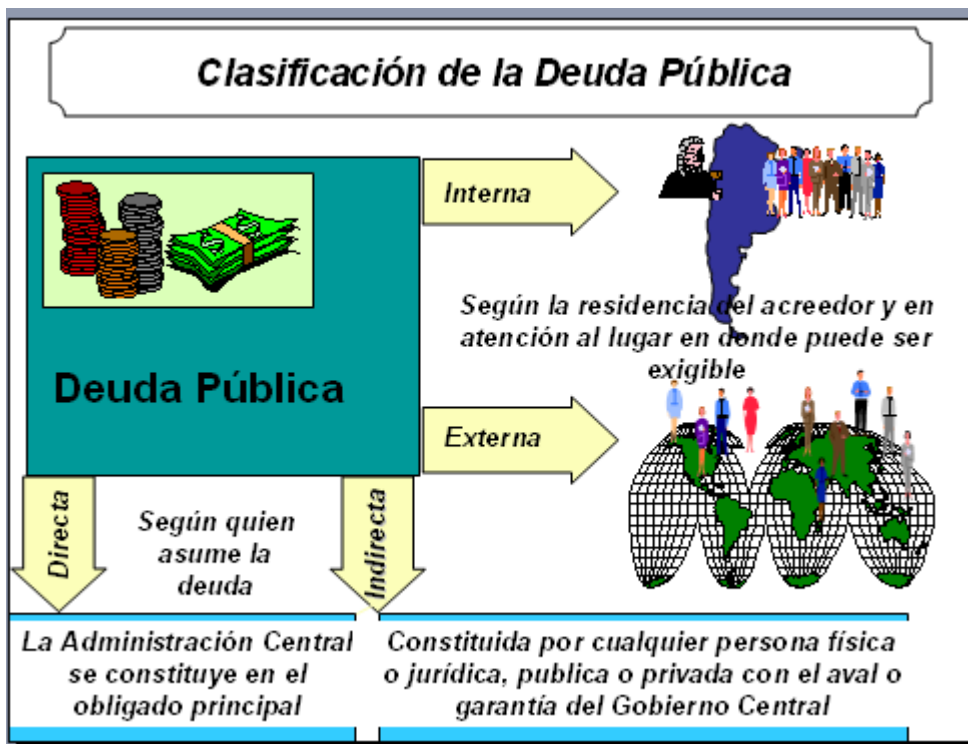 Clasificación de la Deuda Pública
Interna
Según la residencia del acreedor y en
atención al lugar en donde puede ser
exigible
Deuda Pública
Externa
Directa
Según quien
asume la
deuda
Indirecta
La Administración Central
se constituye en el
obligado principal
Constituida por cualquier persona física
o jurídica, publica o privada con el aval o
garantía del Gobierno Central